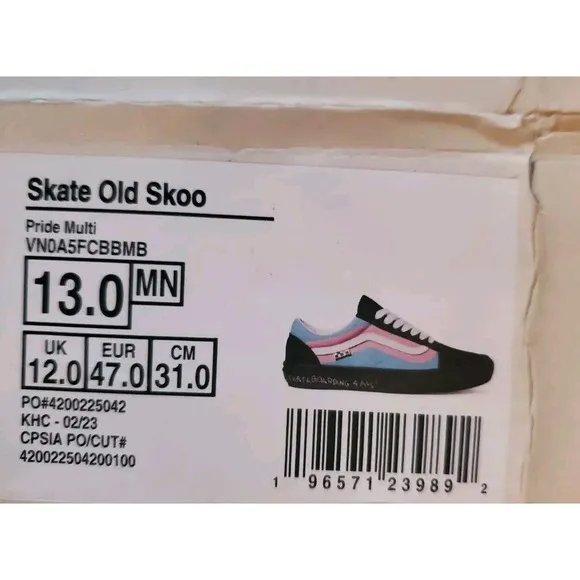 Skate Old Skoo
Pride Multi
VN0A5FCBBMB
13.0 MN
UK EUR CM
12.0 47.0 31.0
PO#4200225042
KHC - 02/23
CPSIA PO/CUT#
420022504200100
1 96571 23989 2